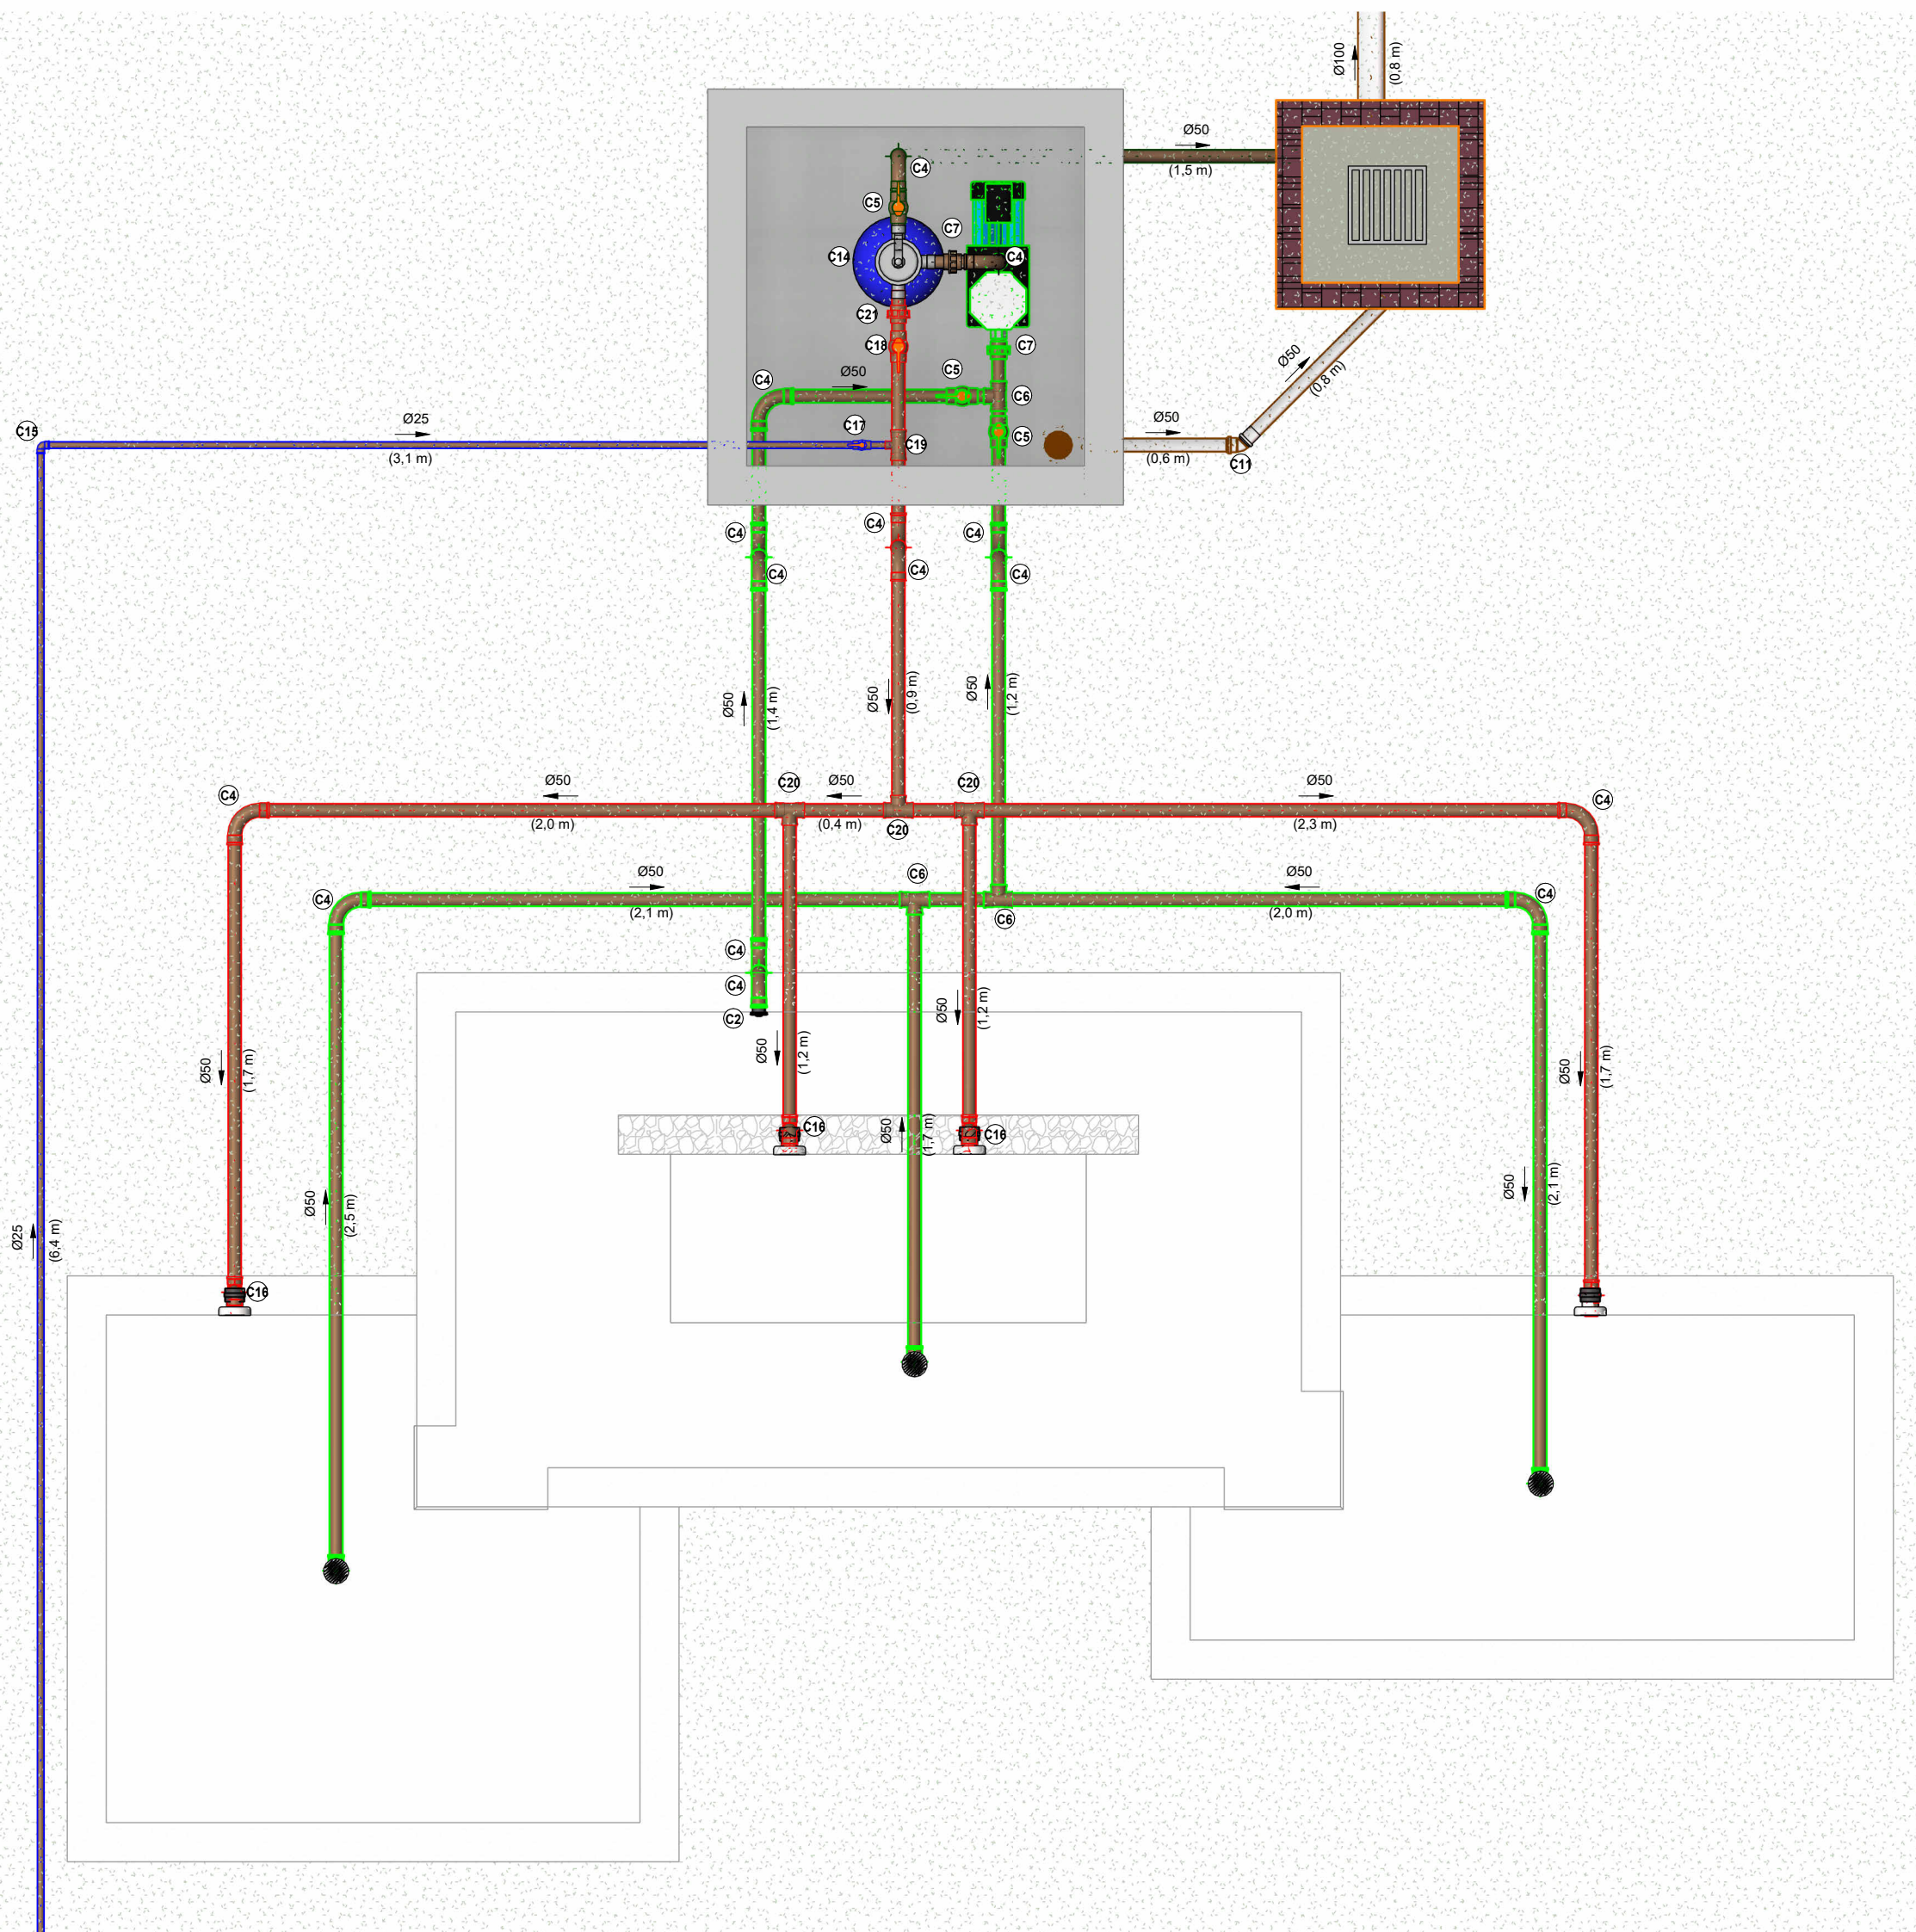 Ø100
(0,8 m)
Ø50
(1,5 m)
C4
C5
C7
C14
C4
C21
C18
C7
Ø50
(0,8 m)
C4
Ø50
C5
C6
C15
Ø25
(3,1 m)
C17
C19
C5
Ø50
(0,6 m)
C11
C4
C4
C4
C4
C4
C4
Ø50
(1,4 m)
Ø50
(0,9 m)
Ø50
(1,2 m)
C4
Ø50
(2,0 m)
C20
Ø50
(0,4 m)
C20
C20
Ø50
(2,3 m)
C4
C4
Ø50
(2,1 m)
C6
C6
Ø50
(2,0 m)
C4
C4
C4
C2
Ø50
(1,7 m)
Ø50
(1,2 m)
Ø50
(1,2 m)
Ø50
(1,7 m)
C16
C16
Ø50
(1,7 m)
Ø50
(2,5 m)
Ø50
(2,1 m)
Ø25
(6,4 m)
C16